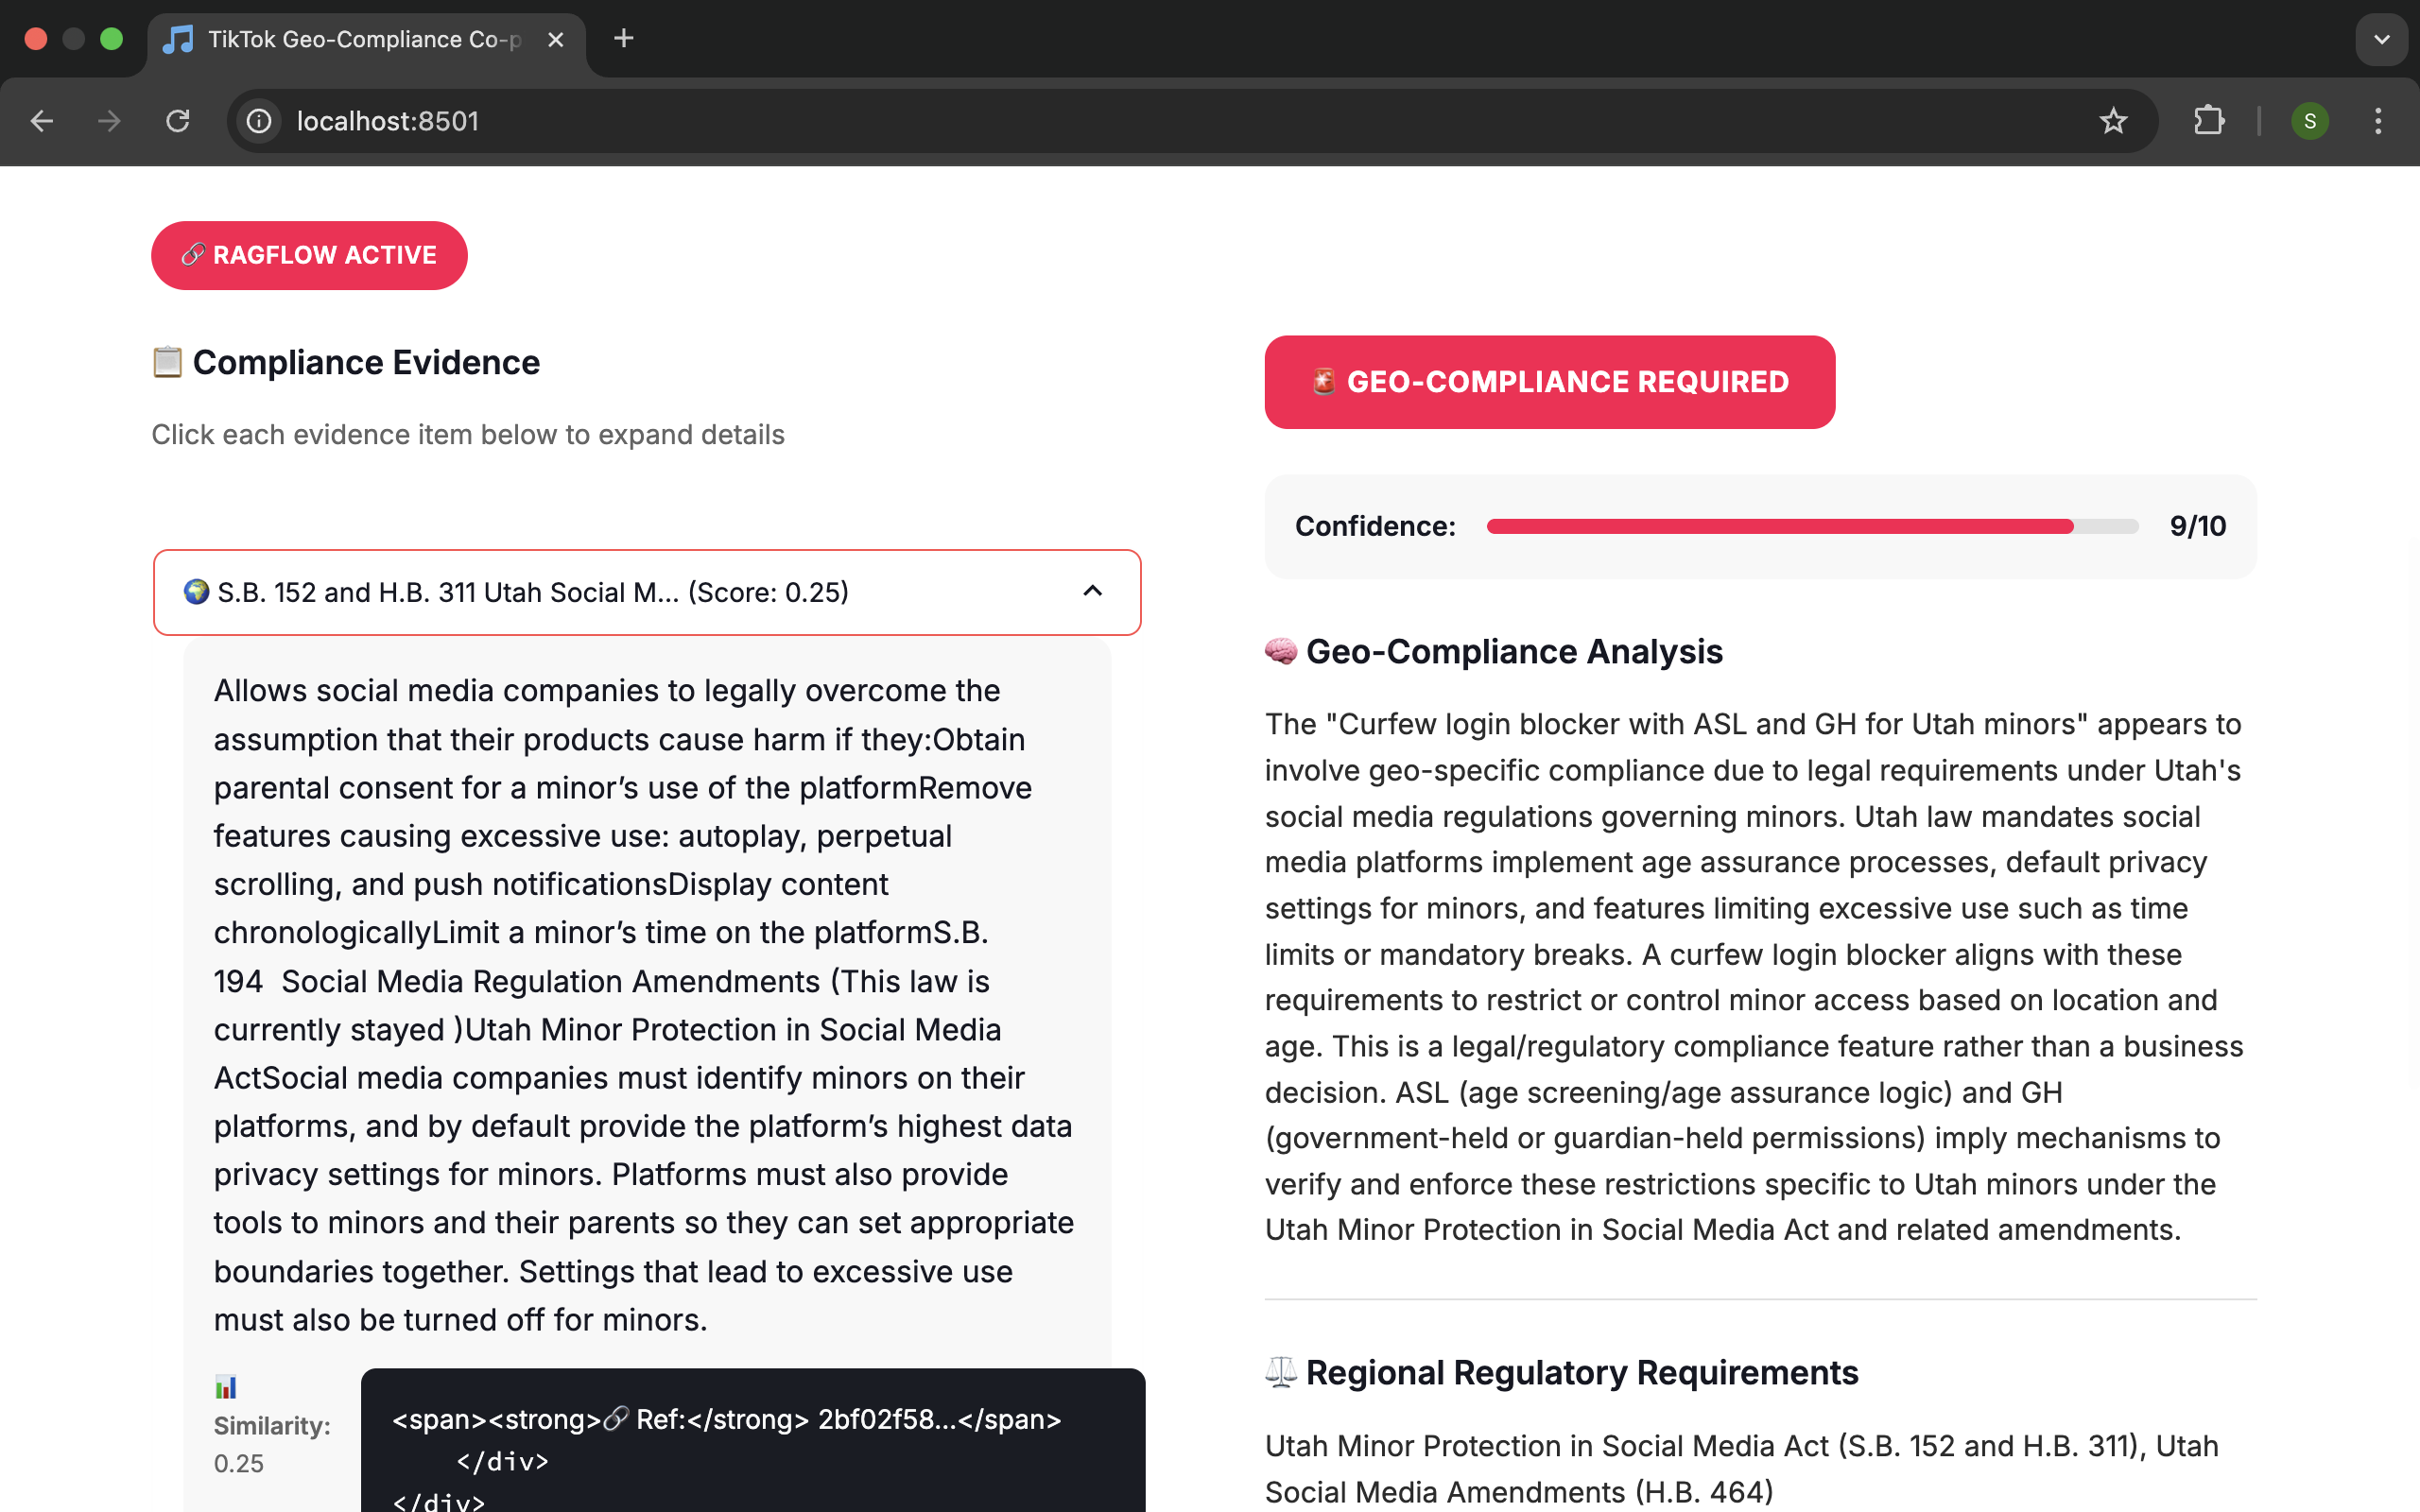 TikTok Geo-Compliance Co-p
localhost:8501
S
🔗 RAGFLOW ACTIVE
📋 Compliance Evidence
Click each evidence item below to expand details
🌍 S.B. 152 and H.B. 311 Utah Social M... (Score: 0.25)
Allows social media companies to legally overcome the
assumption that their products cause harm if they:Obtain
parental consent for a minor’s use of the platformRemove
features causing excessive use: autoplay, perpetual
scrolling, and push notificationsDisplay content
chronologicallyLimit a minor’s time on the platformS.B.
194  Social Media Regulation Amendments (This law is
currently stayed )Utah Minor Protection in Social Media
ActSocial media companies must identify minors on their
platforms, and by default provide the platform’s highest data
privacy settings for minors. Platforms must also provide
tools to minors and their parents so they can set appropriate
boundaries together. Settings that lead to excessive use
must also be turned off for minors.
📊
Similarity:
0.25
<span><strong>🔗 Ref:</strong> 2bf02f58...</span>
</div>
</div>
🚨 GEO-COMPLIANCE REQUIRED
Confidence: 9/10
🧠 Geo-Compliance Analysis
The "Curfew login blocker with ASL and GH for Utah minors" appears to
involve geo-specific compliance due to legal requirements under Utah's
social media regulations governing minors. Utah law mandates social
media platforms implement age assurance processes, default privacy
settings for minors, and features limiting excessive use such as time
limits or mandatory breaks. A curfew login blocker aligns with these
requirements to restrict or control minor access based on location and
age. This is a legal/regulatory compliance feature rather than a business
decision. ASL (age screening/age assurance logic) and GH
(government-held or guardian-held permissions) imply mechanisms to
verify and enforce these restrictions specific to Utah minors under the
Utah Minor Protection in Social Media Act and related amendments.
⚖️ Regional Regulatory Requirements
Utah Minor Protection in Social Media Act (S.B. 152 and H.B. 311), Utah
Social Media Amendments (H.B. 464)